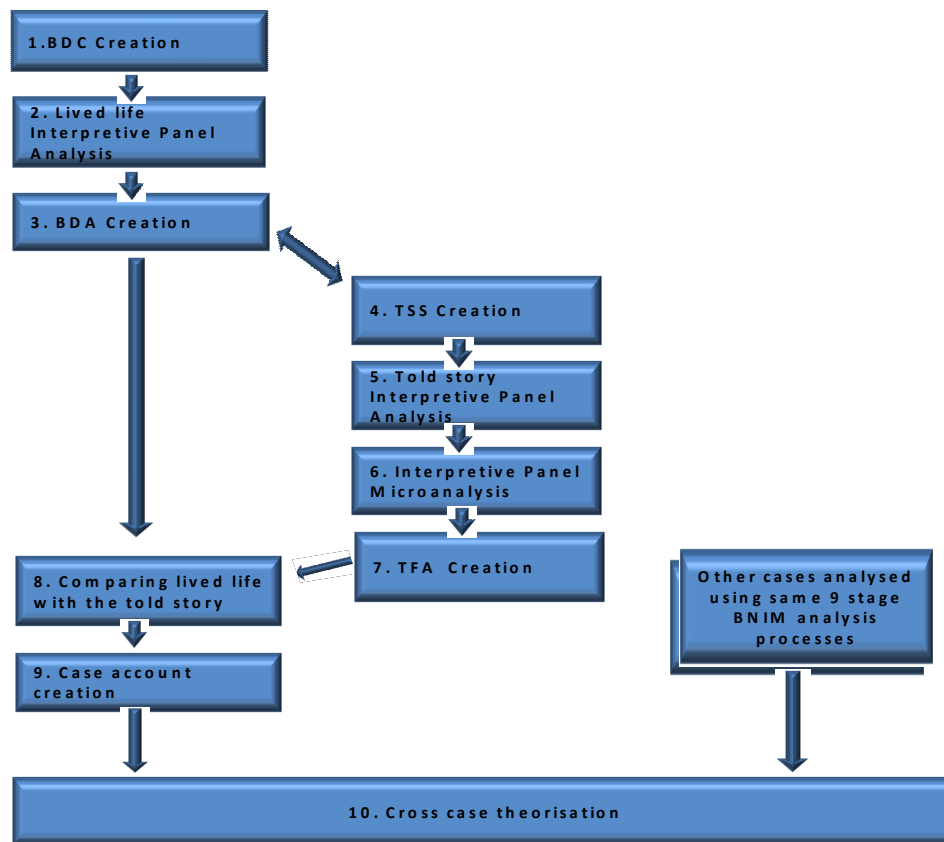 1.BDC Creation
2. Lived life
Interpretive Panel
Analysis
3. BDA Creation
4. TSS Creation
5. Told story
Interpretive Panel
Analysis
6. Interpretive Panel
Microanalysis
7. TFA Creation
8. Comparing lived life
with the told story
Other cases analysed
using same 9 stage
BNIM analysis
processes
9. Case account
creation
10. Cross case theorisation